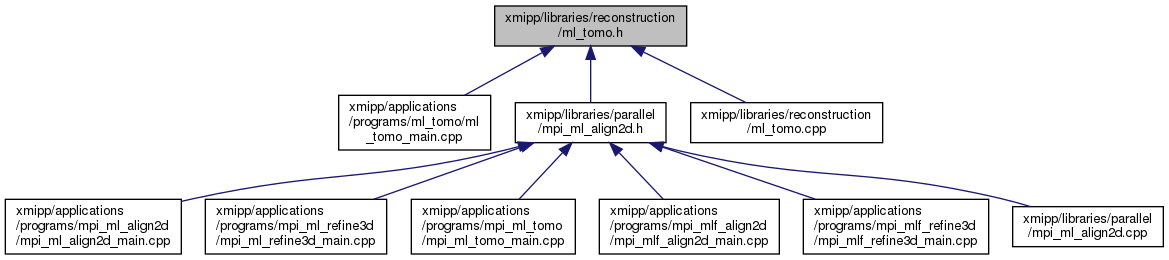 xmipp/libraries/reconstruction
/ml_tomo.h
xmipp/applications
/programs/ml_tomo/ml
_tomo_main.cpp
xmipp/libraries/parallel
/mpi_ml_align2d.h
xmipp/libraries/reconstruction
/ml_tomo.cpp
xmipp/applications
/programs/mpi_ml_align2d
/mpi_ml_align2d_main.cpp
xmipp/applications
/programs/mpi_ml_refine3d
/mpi_ml_refine3d_main.cpp
xmipp/applications
/programs/mpi_ml_tomo
/mpi_ml_tomo_main.cpp
xmipp/applications
/programs/mpi_mlf_align2d
/mpi_mlf_align2d_main.cpp
xmipp/applications
/programs/mpi_mlf_refine3d
/mpi_mlf_refine3d_main.cpp
xmipp/libraries/parallel
/mpi_ml_align2d.cpp